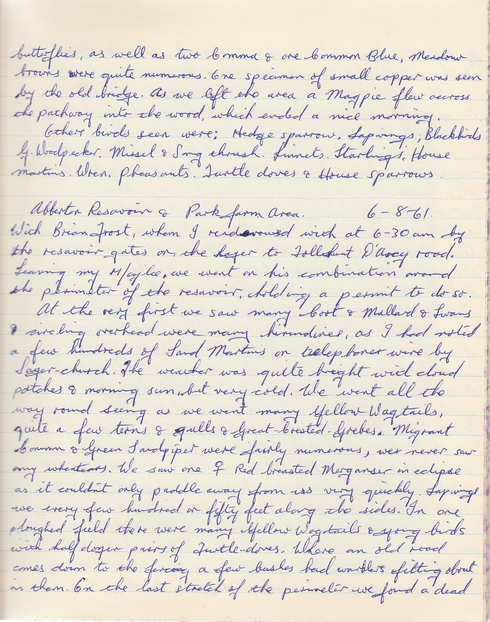 butterflies, as well as two Comma & one Common Blue, Meadow
browns were quite numerous. One specimen of small copper was seen
by the old bridge. As we left the area a Magpie flew across
the pathway into the wood, which ended a nice morning.
Other birds seen were; Hedge sparrow, Lapwings, Blackbirds
G. Woodpecker, Missel & Song thrush. Linnets. Starlings, House
martins. Wren. Pheasants. Turtle doves & House sparrows.
Abberton Resavoir & Park farm Area. 6-8-61.
With Brian Frost, whom I with at 6-30 am by
the resavoir gates on the Layer to Tolleshunt D'Arcy road.
Leaving my M/cycle, we went on his combination around
the perimeter of the resavoir, holding a permit to do so.
At the very first we saw many Coot & Mallard & Swans
circling overhead were many hirundines, as I had noted
a few hundreds of Sand Martins on telephone wire by
Layer-church. The weather was quite bright with cloud
patches & morning sun, but very cold. We went all the
way round seeing as we went many Yellow Wagtails,
quite a few terns & gulls & Great Crested Grebes. Migrant
Common & Green Sandpiper were fairly numerous, never saw
any We saw one ♀ Red breasted Merganser in eclipse
as it couldnt only paddle away from us very quickly. Lapwings
we every few hundred or fifty feet along the sides. In one
ploughed field there were many Yellow Wagtails & young birds
with half dozen pairs of Turtle-doves. Where an old road
comes down to the a few bushes had warblers flitting about
in them. On the last stretch of the perimeter we found a dead